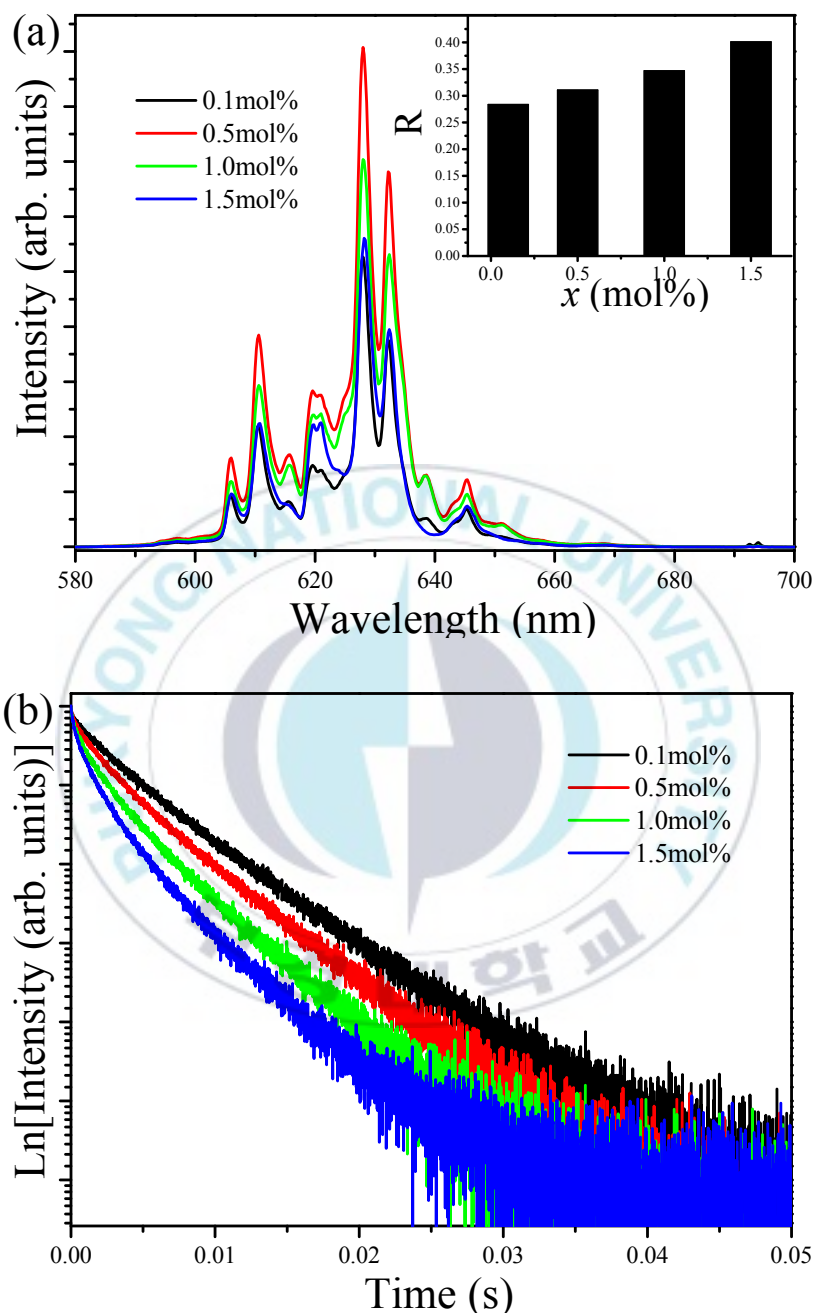 (a)
0.1mol%
0.5mol%
1.0mol%
1.5mol%
Intensity (arb. units)
R
0.40
0.35
0.30
0.25
0.20
0.15
0.10
0.05
0.00
0.0 0.5 1.0 1.5
x (mol%)
580 600 620 640 660 680 700
Wavelength (nm)
PUKYONG NATIONAL UNIVERSITY
(b)
0.1mol%
0.5mol%
1.0mol%
1.5mol%
Ln[Intensity (arb. units)]
0.00 0.01 0.02 0.03 0.04 0.05
Time (s)